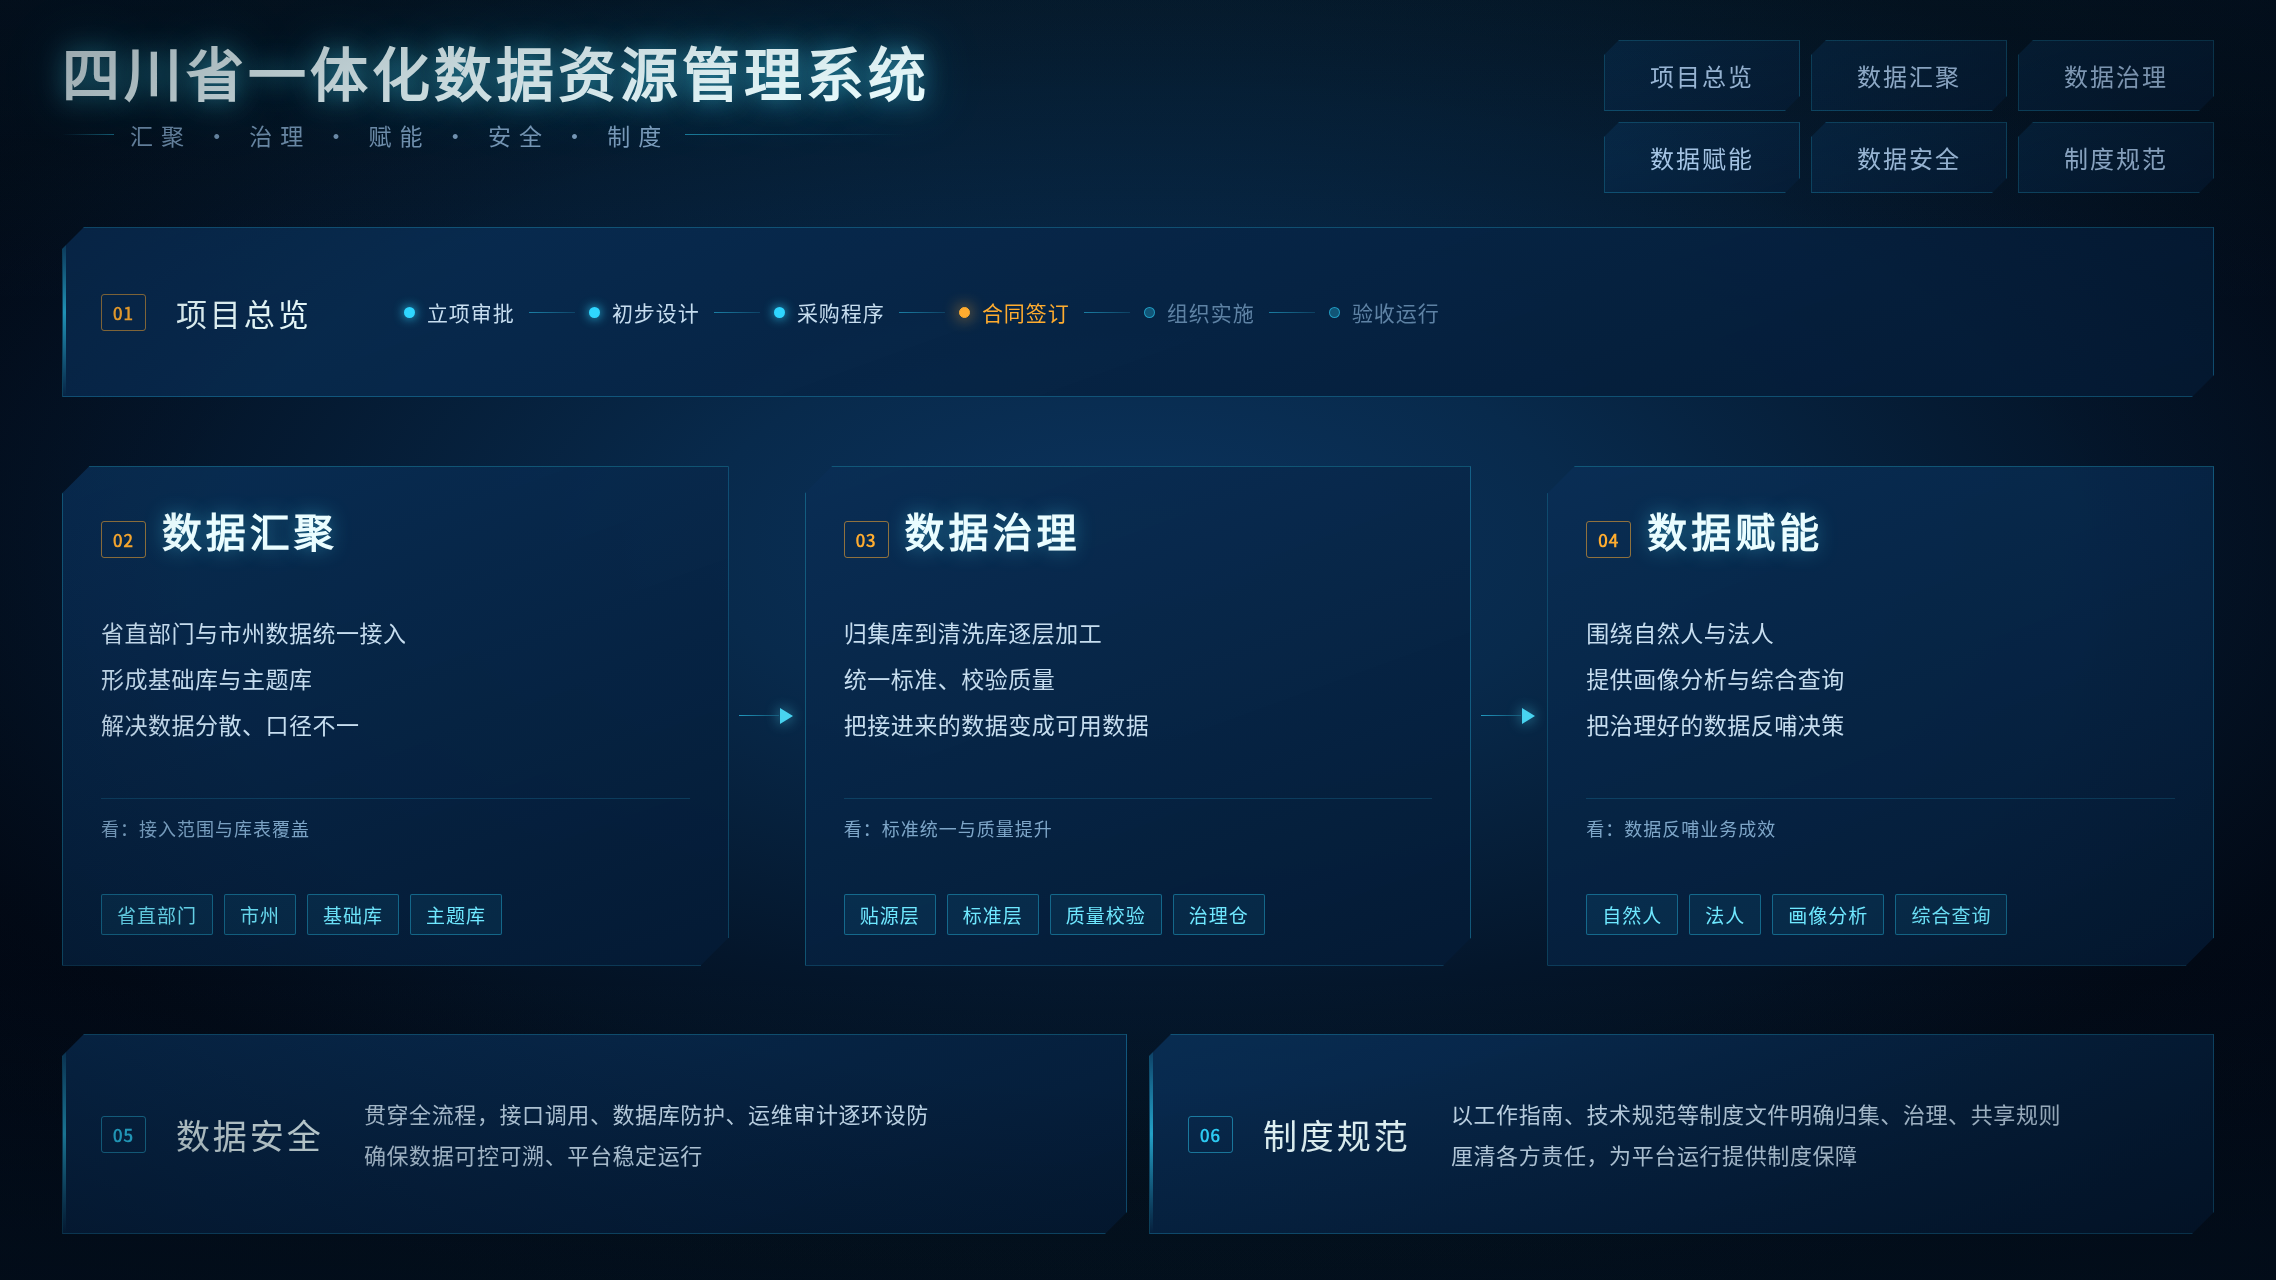 四川省一体化数据资源管理系统
汇聚 · 治理 · 赋能 · 安全 · 制度
项目总览 数据汇聚 数据治理
数据赋能 数据安全 制度规范
01 项目总览 立项审批 初步设计 采购程序 合同签订 组织实施 验收运行
02 数据汇聚
省直部门与市州数据统一接入
形成基础库与主题库
解决数据分散、口径不一
看：接入范围与库表覆盖
省直部门 市州 基础库 主题库
03 数据治理
归集库到清洗库逐层加工
统一标准、校验质量
把接进来的数据变成可用数据
看：标准统一与质量提升
贴源层 标准层 质量校验 治理仓
04 数据赋能
围绕自然人与法人
提供画像分析与综合查询
把治理好的数据反哺决策
看：数据反哺业务成效
自然人 法人 画像分析 综合查询
05 数据安全
贯穿全流程，接口调用、数据库防护、运维审计逐环设防
确保数据可控可溯、平台稳定运行
06 制度规范
以工作指南、技术规范等制度文件明确归集、治理、共享规则
厘清各方责任，为平台运行提供制度保障